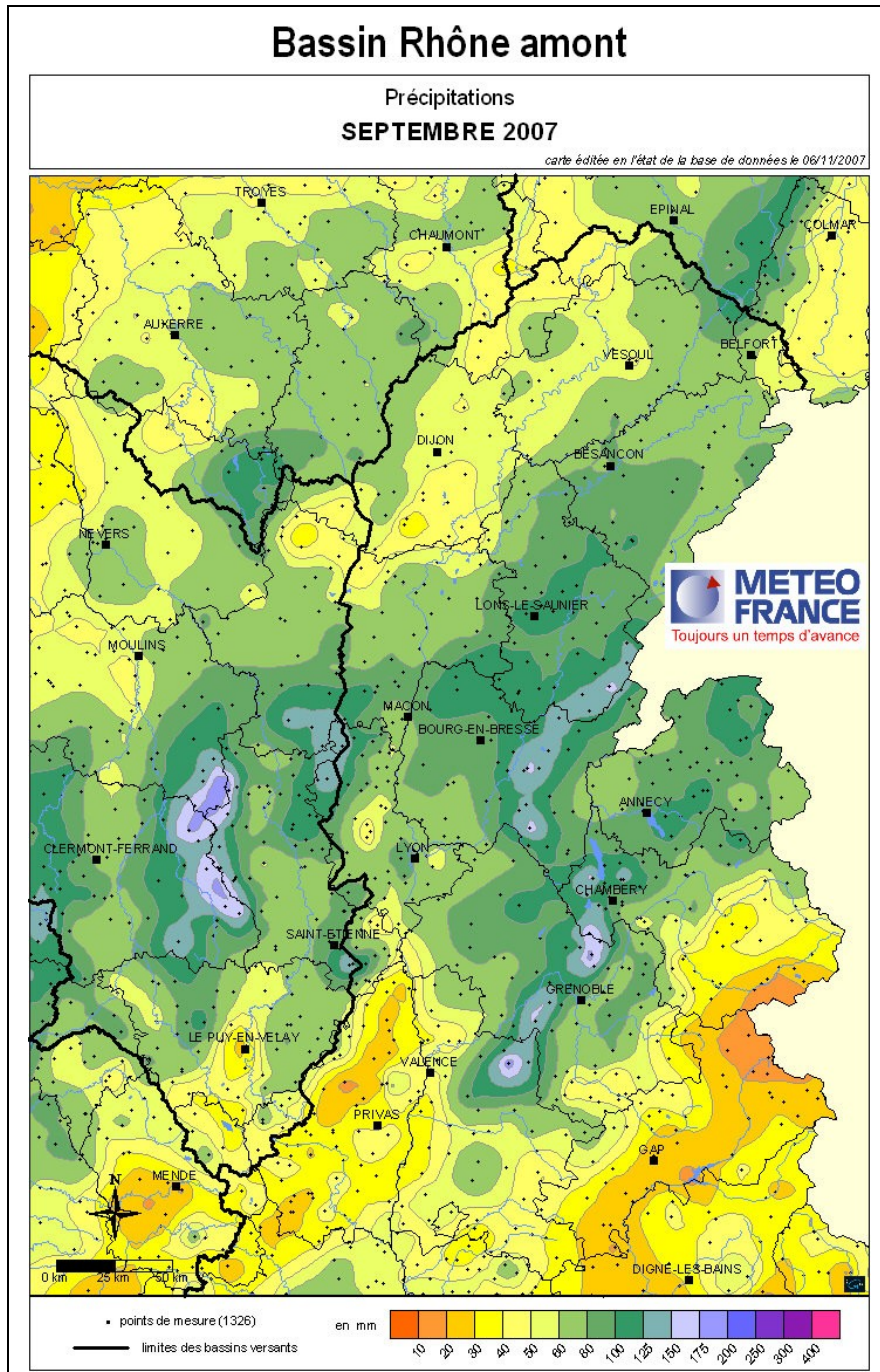 Bassin Rhône amont
Précipitations
SEPTEMBRE 2007
carte éditée en l'état de la base de données le 06/11/2007
TROYES
EPINAL
CHAUMONT
COLMAR
AUXERRE
VESOUL
BELFORT
DIJON
BESANCON
NEVERS
METEO
FRANCE
Toujours un temps d'avance
LONS-LE-SAUNIER
MOULINS
MACON
BOURG-EN-BRESSE
ANNECY
CLERMONT-FERRAND
LYON
CHAMBERY
SAINT-ETIENNE
GRENOBLE
LE PUY-EN-VELAY
VALENCE
PRIVAS
GAP
MENDE
N
DIGNE-LES-BAINS
0 km 25 km 50 km
points de mesure (1326)
limites des bassins versants
en mm
10 20 30 40 50 60 80 100 125 150 175 200 250 300 400